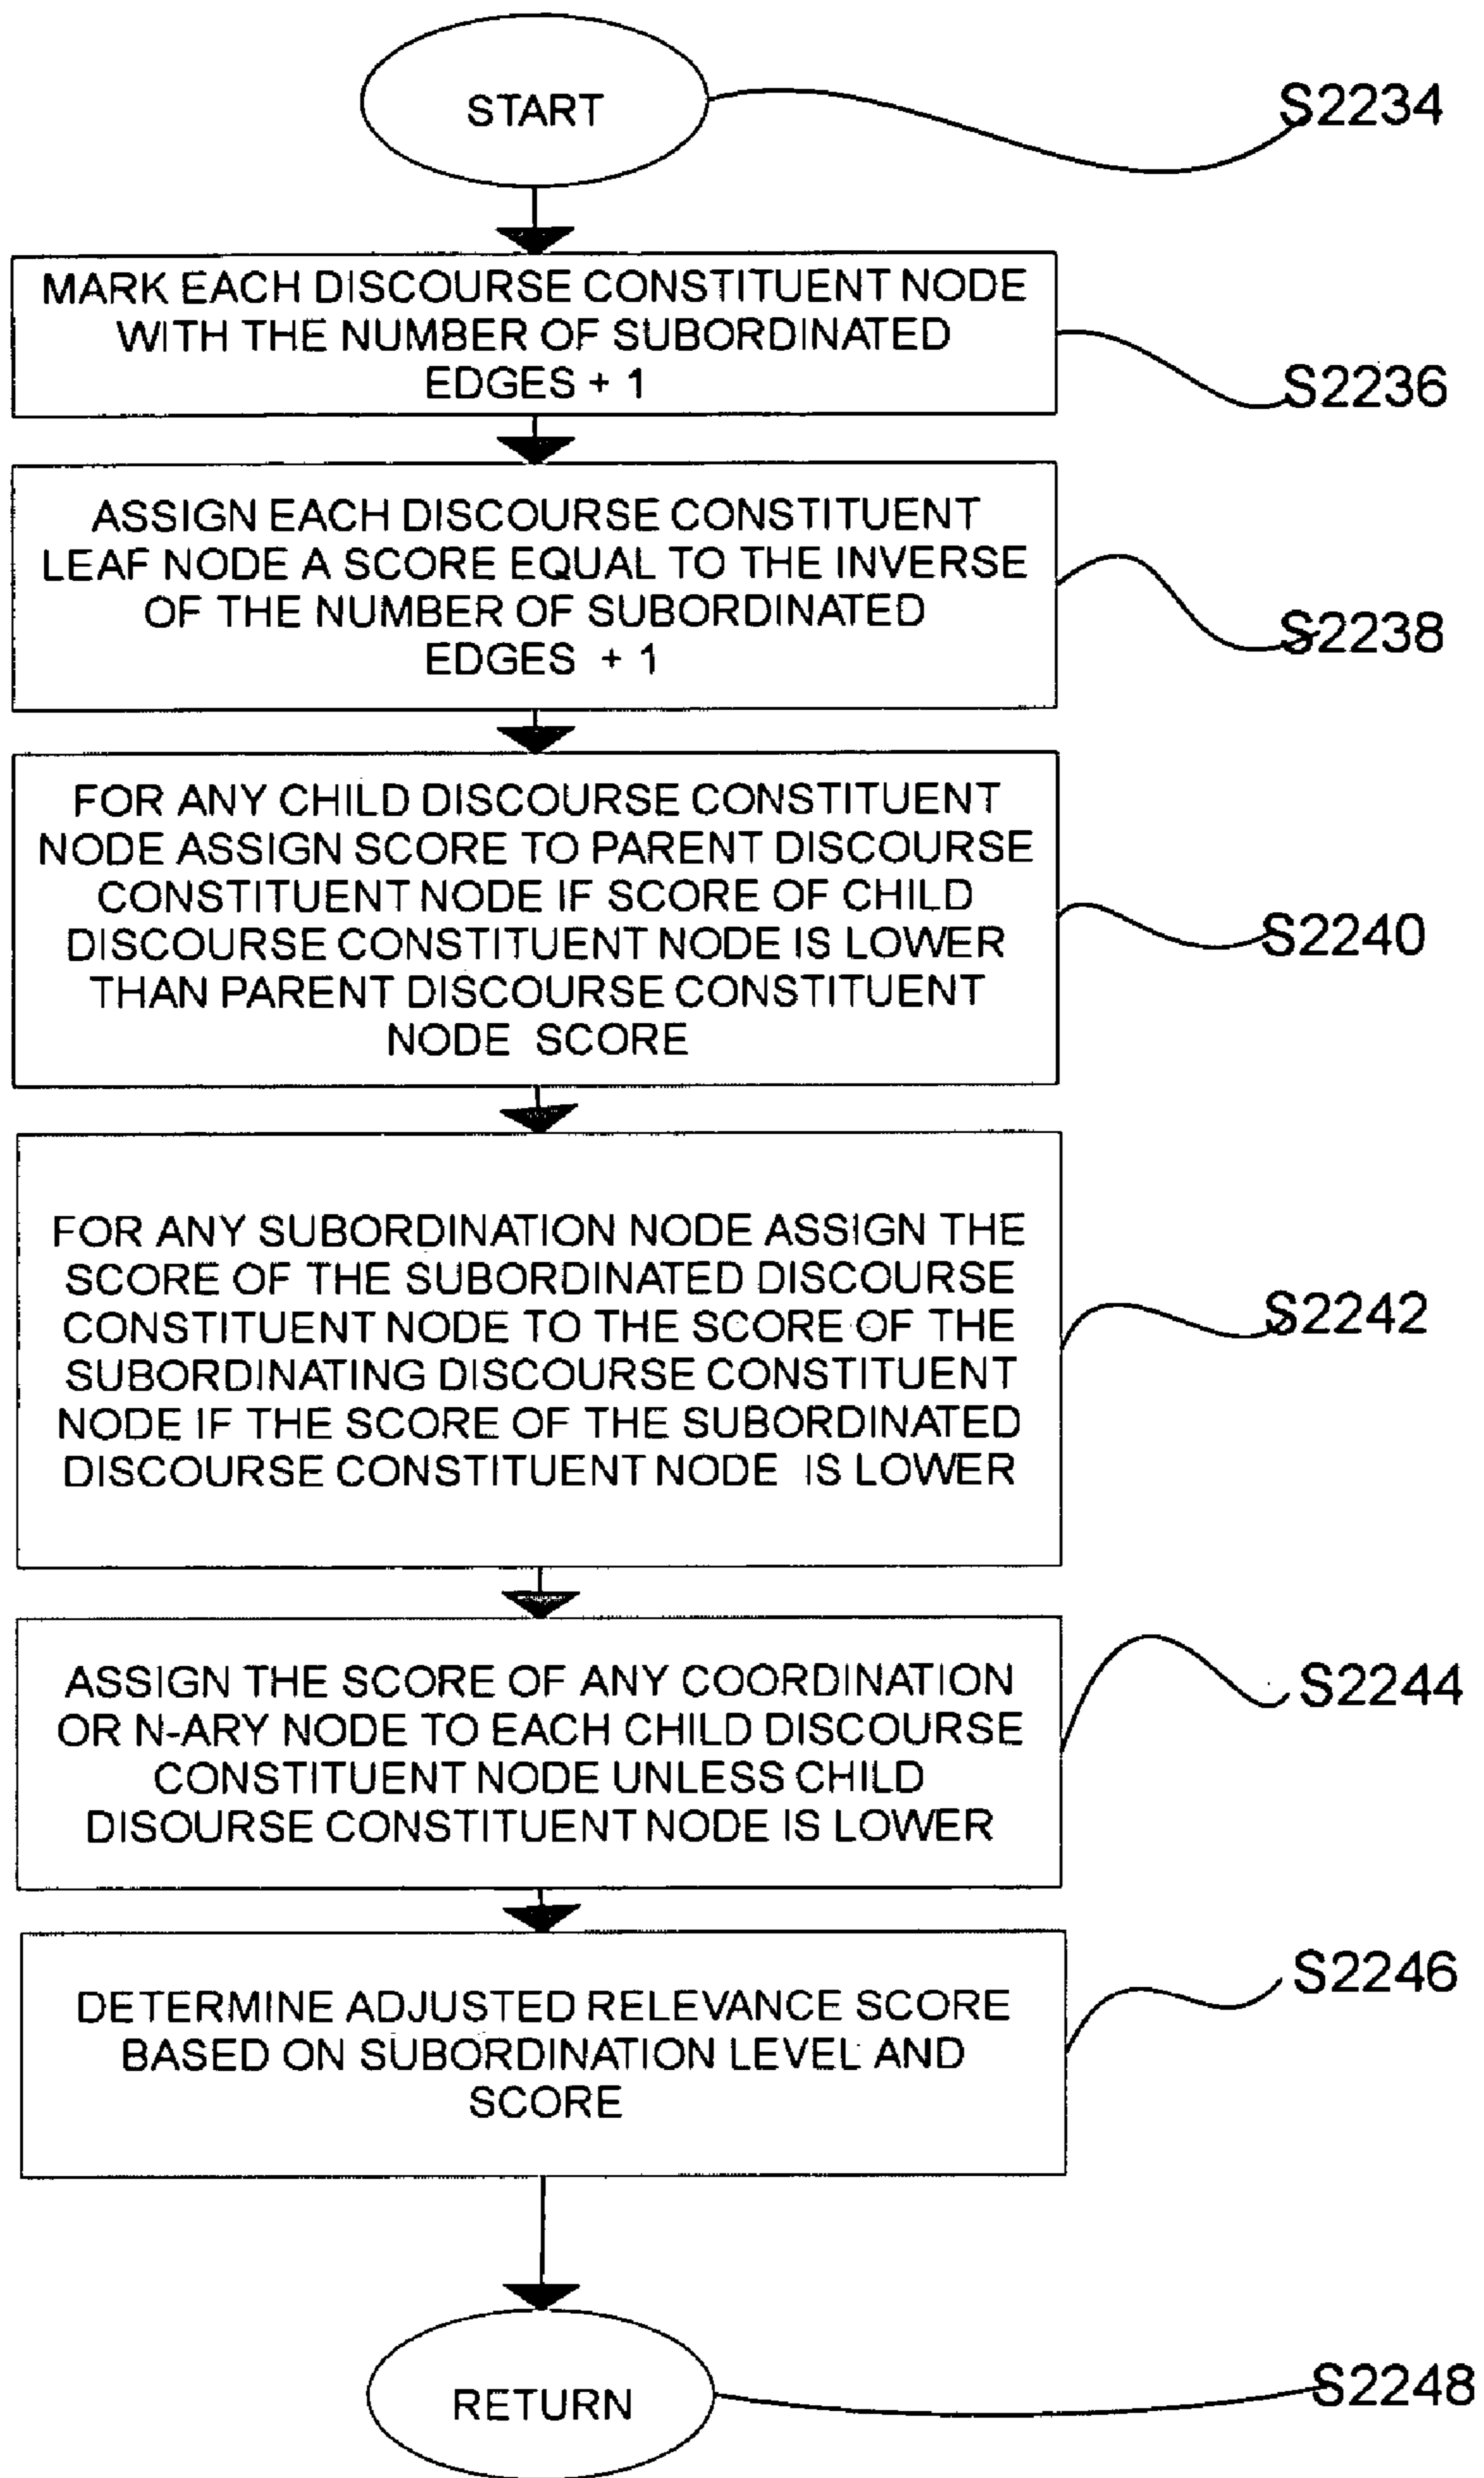 START
S2234
MARK EACH DISCOURSE CONSTITUENT NODE
WITH THE NUMBER OF SUBORDINATED
EDGES + 1
S2236
ASSIGN EACH DISCOURSE CONSTITUENT
LEAF NODE A SCORE EQUAL TO THE INVERSE
OF THE NUMBER OF SUBORDINATED
EDGES + 1
S2238
FOR ANY CHILD DISCOURSE CONSTITUENT
NODE ASSIGN SCORE TO PARENT DISCOURSE
CONSTITUENT NODE IF SCORE OF CHILD
DISCOURSE CONSTITUENT NODE IS LOWER
THAN PARENT DISCOURSE CONSTITUENT
NODE SCORE
S2240
FOR ANY SUBORDINATION NODE ASSIGN THE
SCORE OF THE SUBORDINATED DISCOURSE
CONSTITUENT NODE TO THE SCORE OF THE
SUBORDINATING DISCOURSE CONSTITUENT
NODE IF THE SCORE OF THE SUBORDINATED
DISCOURSE CONSTITUENT NODE IS LOWER
S2242
ASSIGN THE SCORE OF ANY COORDINATION
OR N-ARY NODE TO EACH CHILD DISCOURSE
CONSTITUENT NODE UNLESS CHILD
DISOURSE CONSTITUENT NODE IS LOWER
S2244
DETERMINE ADJUSTED RELEVANCE SCORE
BASED ON SUBORDINATION LEVEL AND
SCORE
S2246
RETURN
S2248